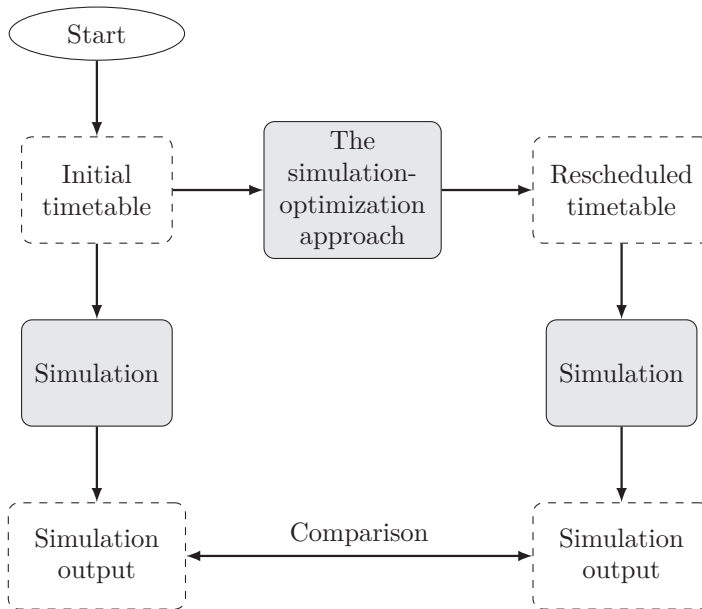 Start
Initial
timetable
The
simulation-
optimization
approach
Rescheduled
timetable
Simulation
Simulation
Simulation
output
Comparison
Simulation
output